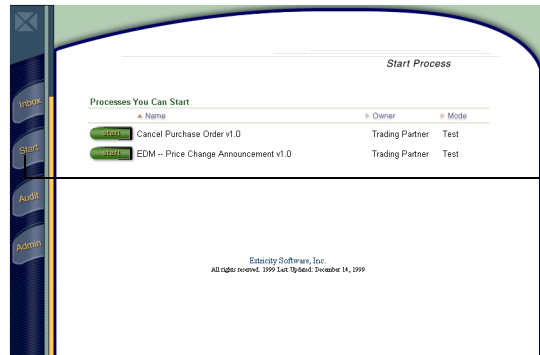 Start Process
Inbox
Start
Audit
Admin
Processes You Can Start
Name Owner Mode
start Cancel Purchase Order v1.0 Trading Partner Test
start EDM -- Price Change Announcement v1.0 Trading Partner Test
Extricity Software, Inc.
All rights reserved. 1999 Last Updated: December 14, 1999